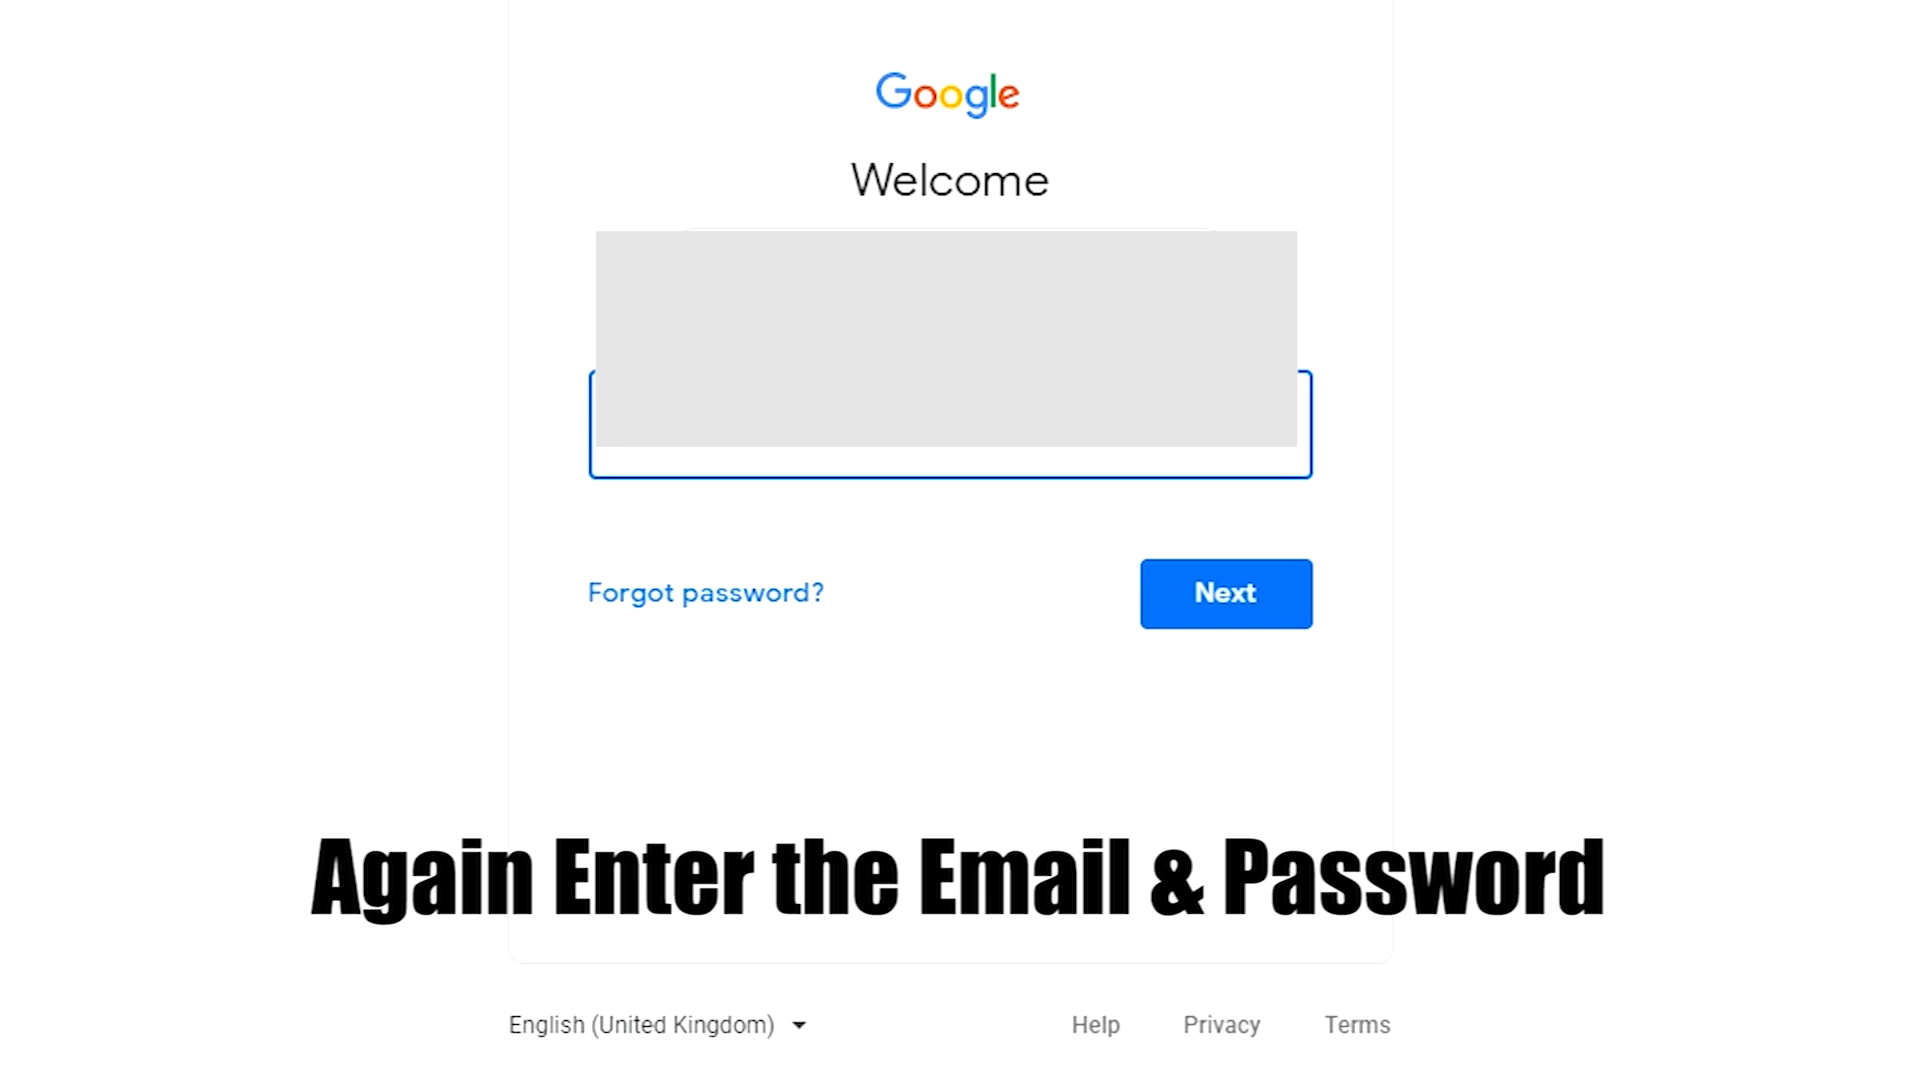 Google
Welcome
Forgot password?
Next
Again Enter the Email & Password
English (United Kingdom)
Help
Privacy
Terms